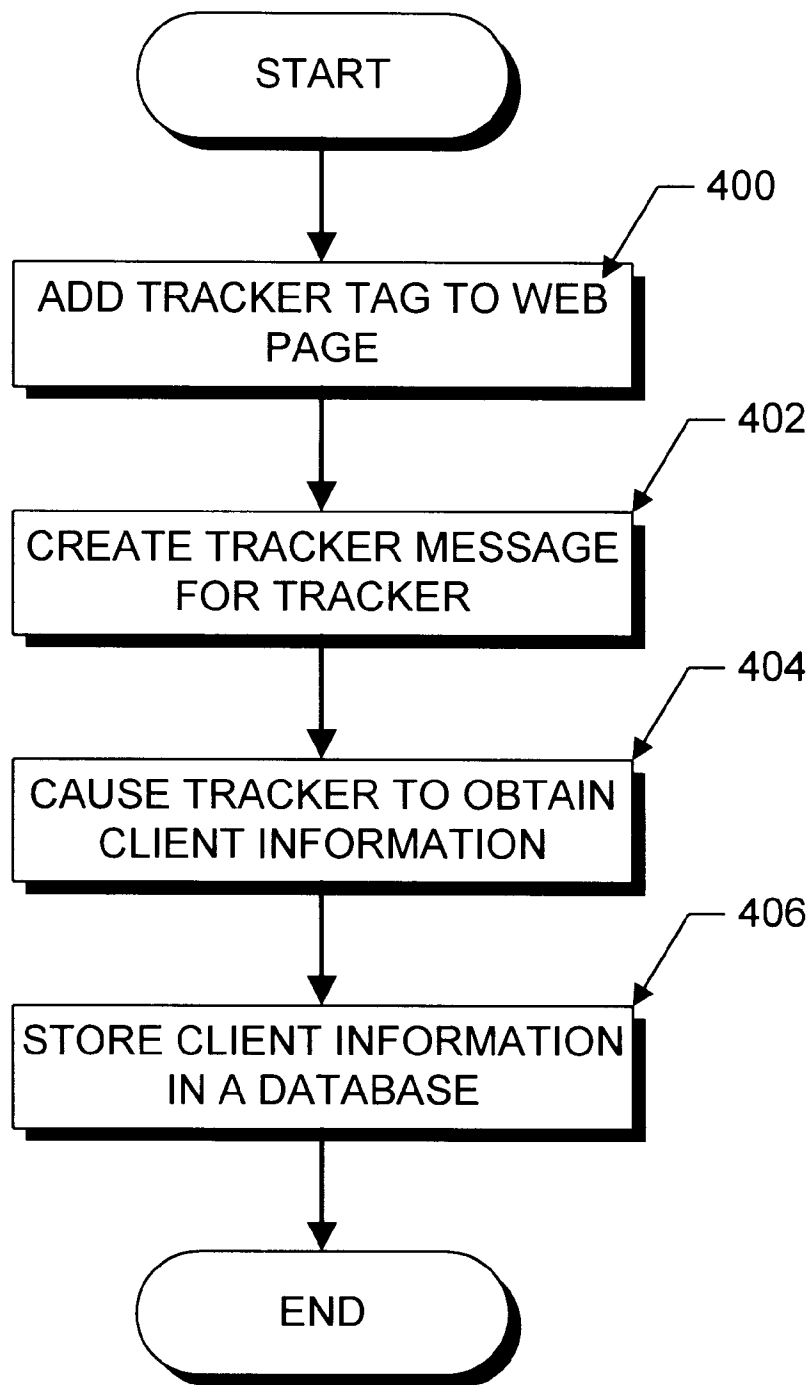 START
400
ADD TRACKER TAG TO WEB
PAGE
402
CREATE TRACKER MESSAGE
FOR TRACKER
404
CAUSE TRACKER TO OBTAIN
CLIENT INFORMATION
406
STORE CLIENT INFORMATION
IN A DATABASE
END